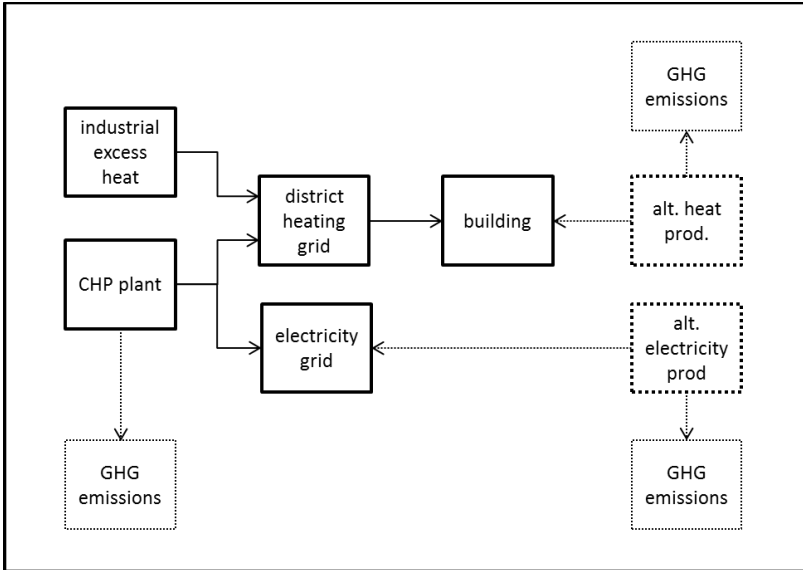 GHG
emissions
industrial
excess
heat
district
heating
grid
building
alt. heat
prod.
CHP plant
electricity
grid
alt.
electricity
prod
GHG
emissions
GHG
emissions